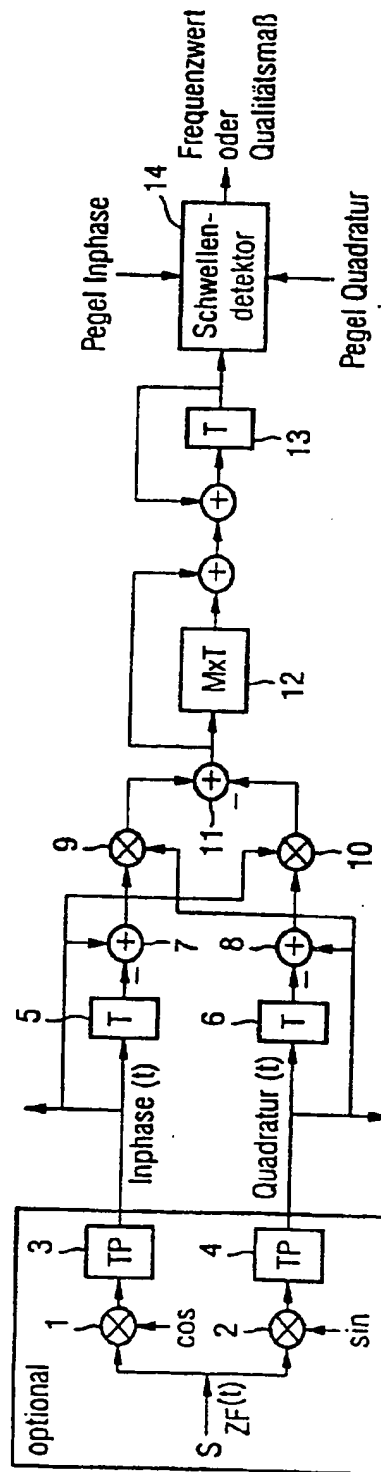 optional
S
ZF
(t)
1
cos
2
sin
3
TP
4
TP
Inphase (t)
Quadratur (t)
5
T
6
T
−
+
7
−
+
8
9
10
+
11
−
MxT
12
+
+
T
13
Pegel Inphase
14
Schwellen-
detektor
Pegel Quadratur
Frequenzwert
oder
Qualitätsmaß